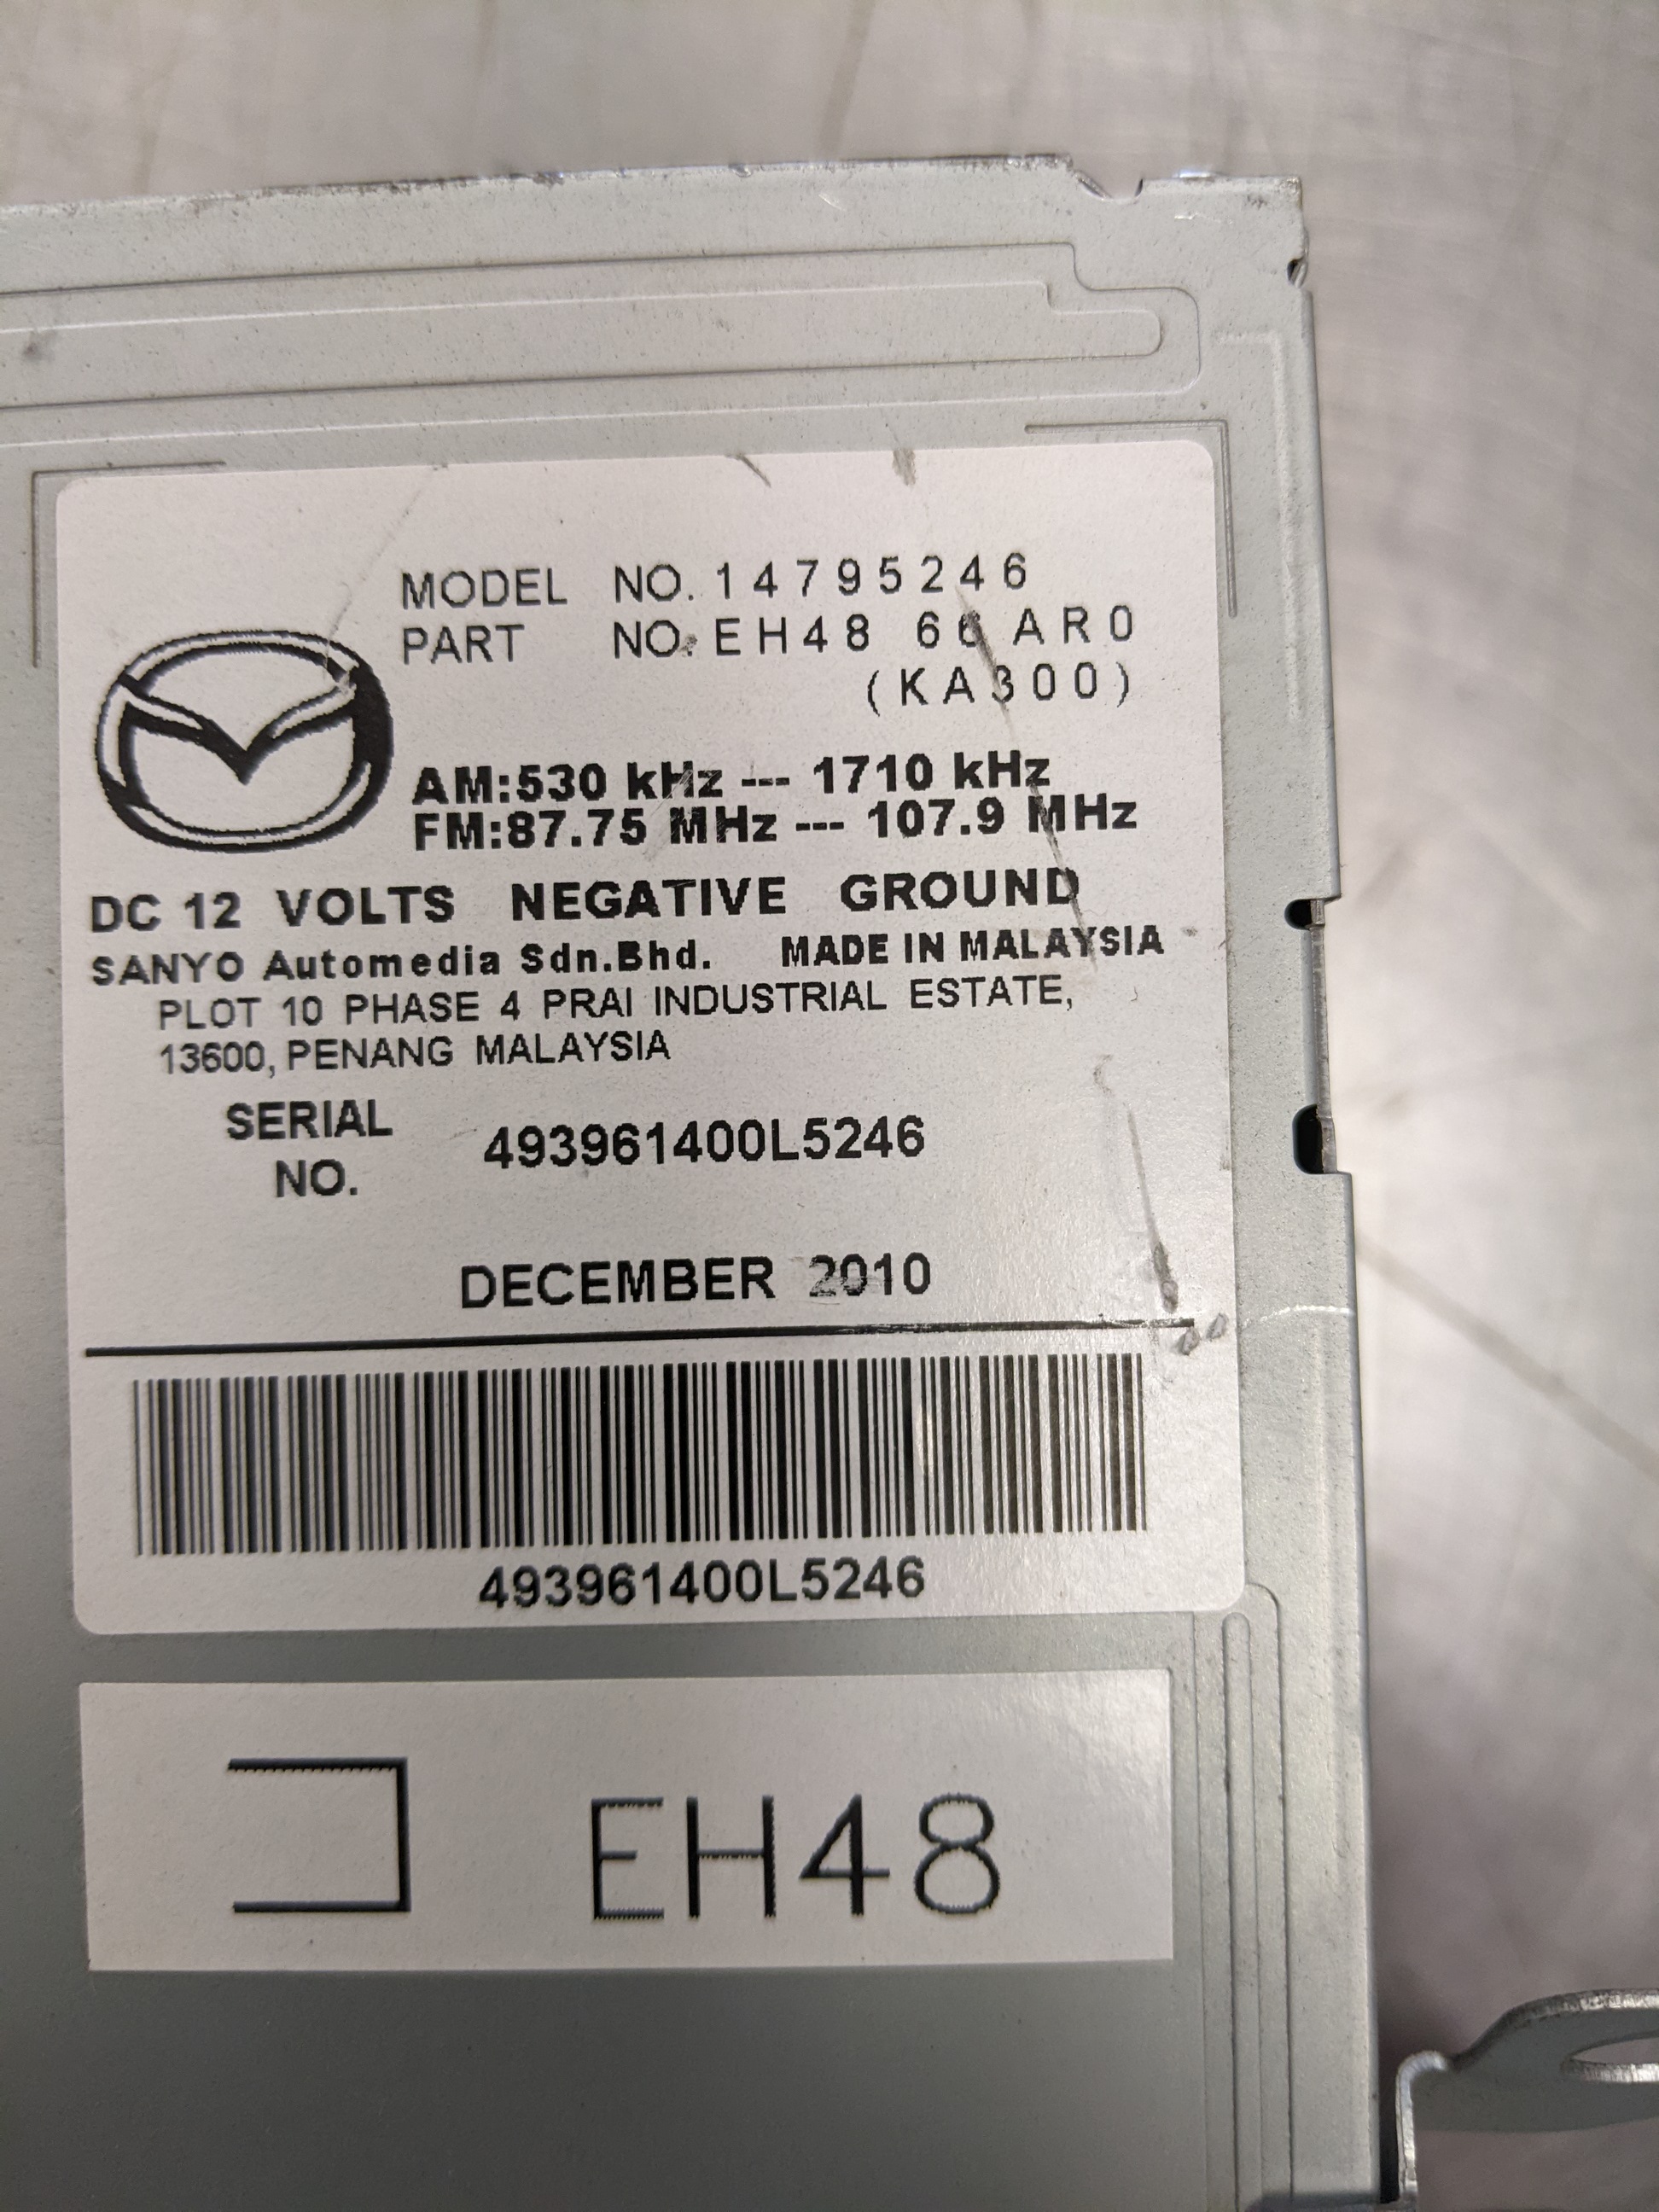 MODEL NO. 14795246
PART NO. EH48 66 AR0
(KA300)
AM:530 kHz --- 1710 kHz
FM:87.75 MHz --- 107.9 MHz
DC 12 VOLTS NEGATIVE GROUND
SANYO Automedia Sdn.Bhd. MADE IN MALAYSIA
PLOT 10 PHASE 4 PRAI INDUSTRIAL ESTATE,
13600, PENANG MALAYSIA
SERIAL NO. 493961400L5246
DECEMBER 2010
493961400L5246
コ EH48